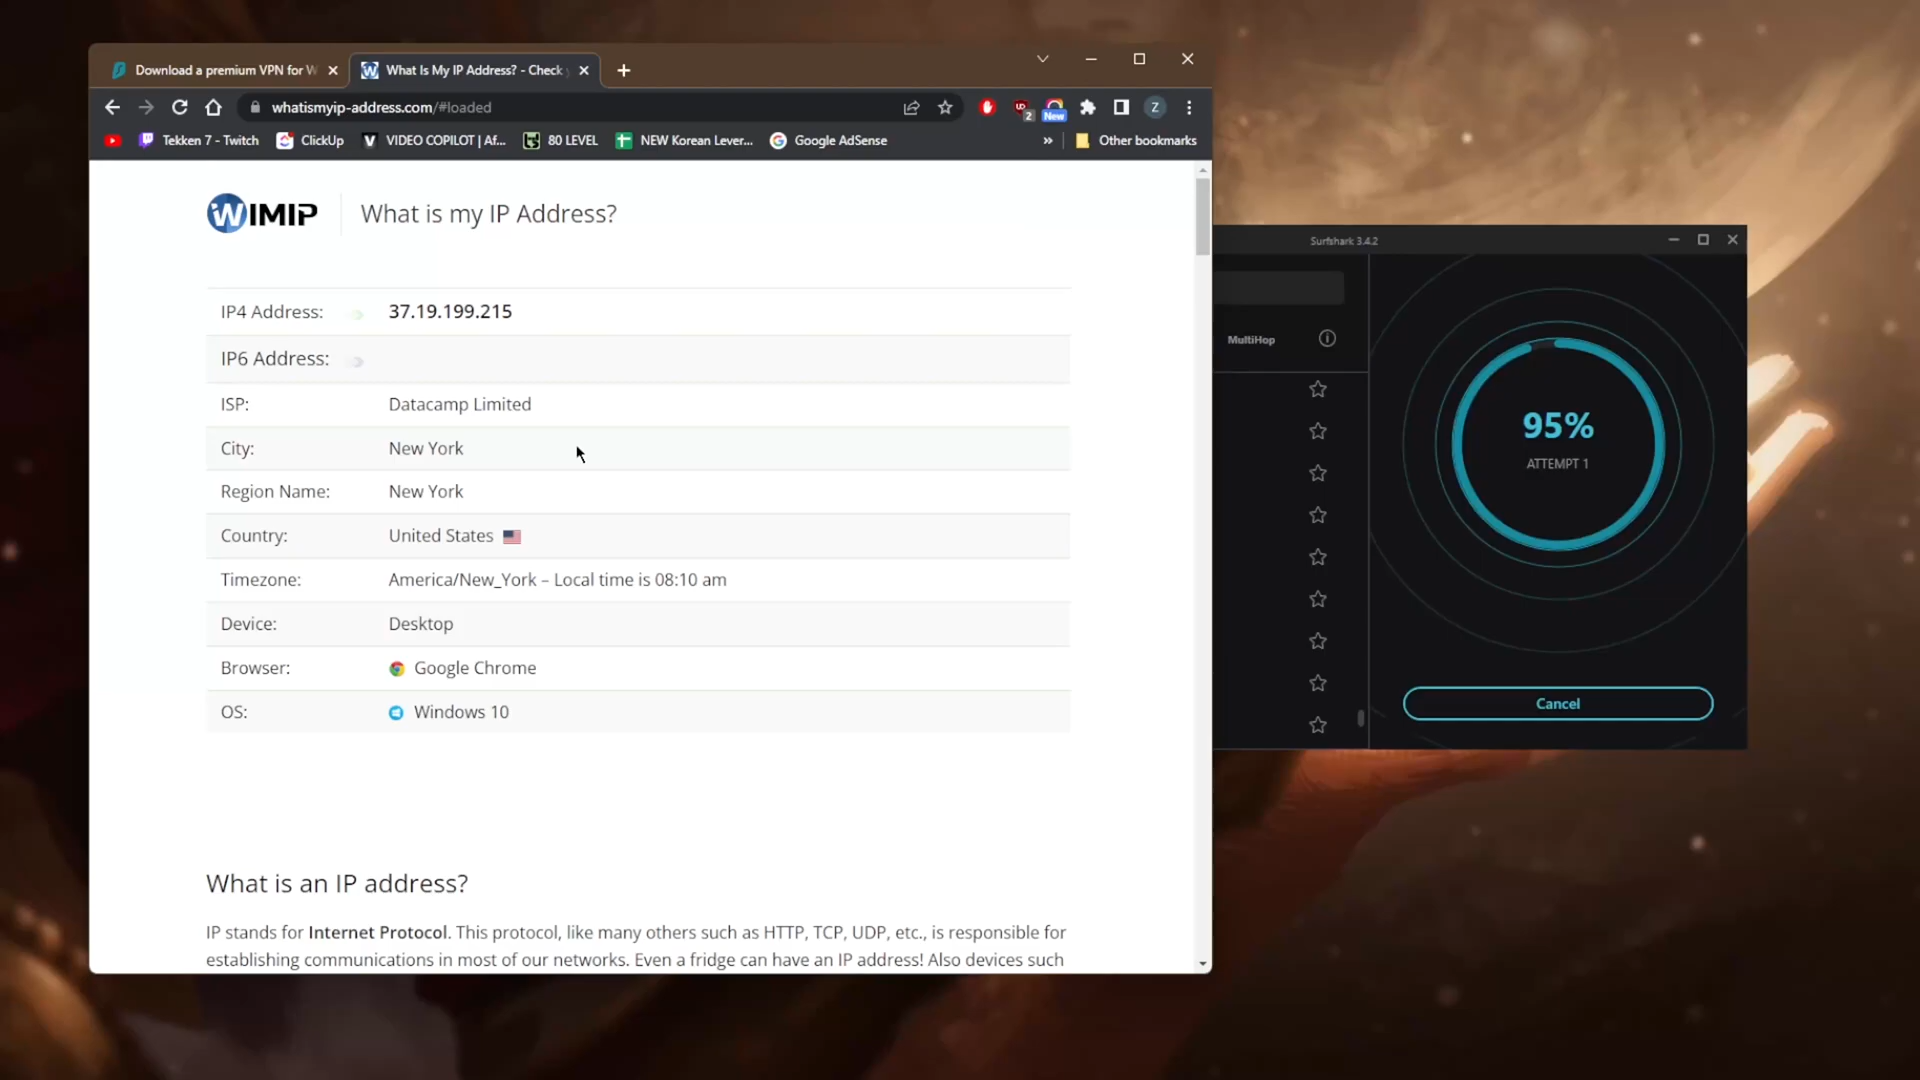 Download a premium VPN for W
What Is My IP Address? - Check
whatismyip-address.com/#loaded
2
New
Z
Tekken 7 - Twitch
ClickUp
VIDEO COPILOT | Af...
80 LEVEL
NEW Korean Lever...
Google AdSense
»
Other bookmarks
WIMIP
What is my IP Address?
IP4 Address: 37.19.199.215
IP6 Address:
ISP: Datacamp Limited
City: New York
Region Name: New York
Country: United States
Timezone: America/New_York – Local time is 08:10 am
Device: Desktop
Browser: Google Chrome
OS: Windows 10
What is an IP address?
IP stands for Internet Protocol. This protocol, like many others such as HTTP, TCP, UDP, etc., is responsible for
establishing communications in most of our networks. Even a fridge can have an IP address! Also devices such
Surfshark 3.4.2
MultiHop
95%
ATTEMPT 1
Cancel